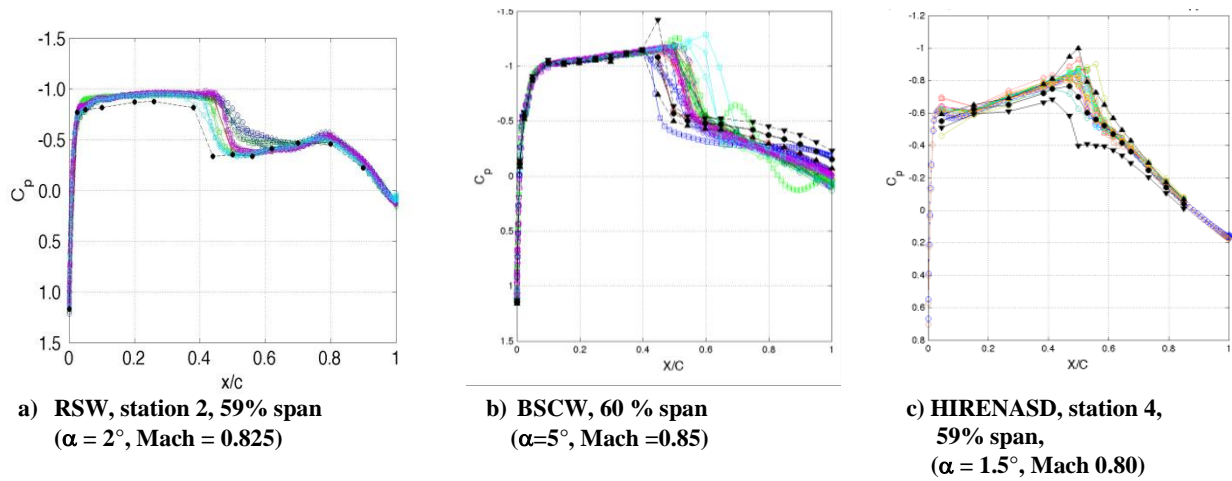 -1.5
-1.0
-0.5
0.0
0.5
1.0
1.5
Cp
0 0.2 0.4 0.6 0.8 1
x/c
a) RSW, station 2, 59% span
(α = 2°, Mach = 0.825)
-1.5
-1
-0.5
0
0.5
1
1.5
Cp
0 0.2 0.4 0.6 0.8 1
X/C
b) BSCW, 60 % span
(α=5°, Mach =0.85)
-1.2
-1
-0.8
-0.6
-0.4
-0.2
0
0.2
0.4
0.6
0.8
Cp
0 0.2 0.4 0.6 0.8 1
X/C
c) HIRENASD, station 4,
59% span,
(α = 1.5°, Mach 0.80)